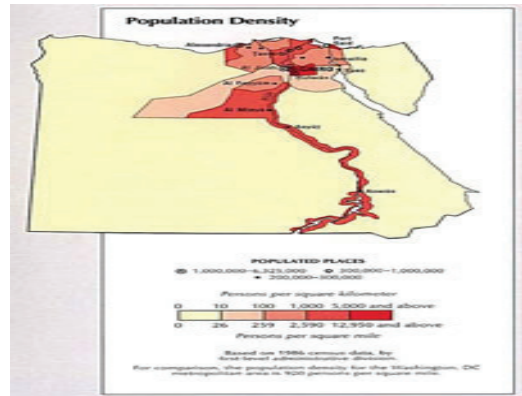 Population Density
Port
Said
Alexandria
Tanta
Ismailia
Suez
Cairo
Al Fayyum
Al Minya
Asyut
Aswan
POPULATED PLACES
1,000,000–6,325,000 300,000–1,000,000
200,000–300,000
Persons per square kilometer
0 10 100 1,000 5,000 and above
0 26 259 2,590 12,950 and above
Persons per square mile
Based on 1986 census data, by
first-level administrative division.
For comparison, the population density for the Washington, DC
metropolitan area is 920 persons per square mile.